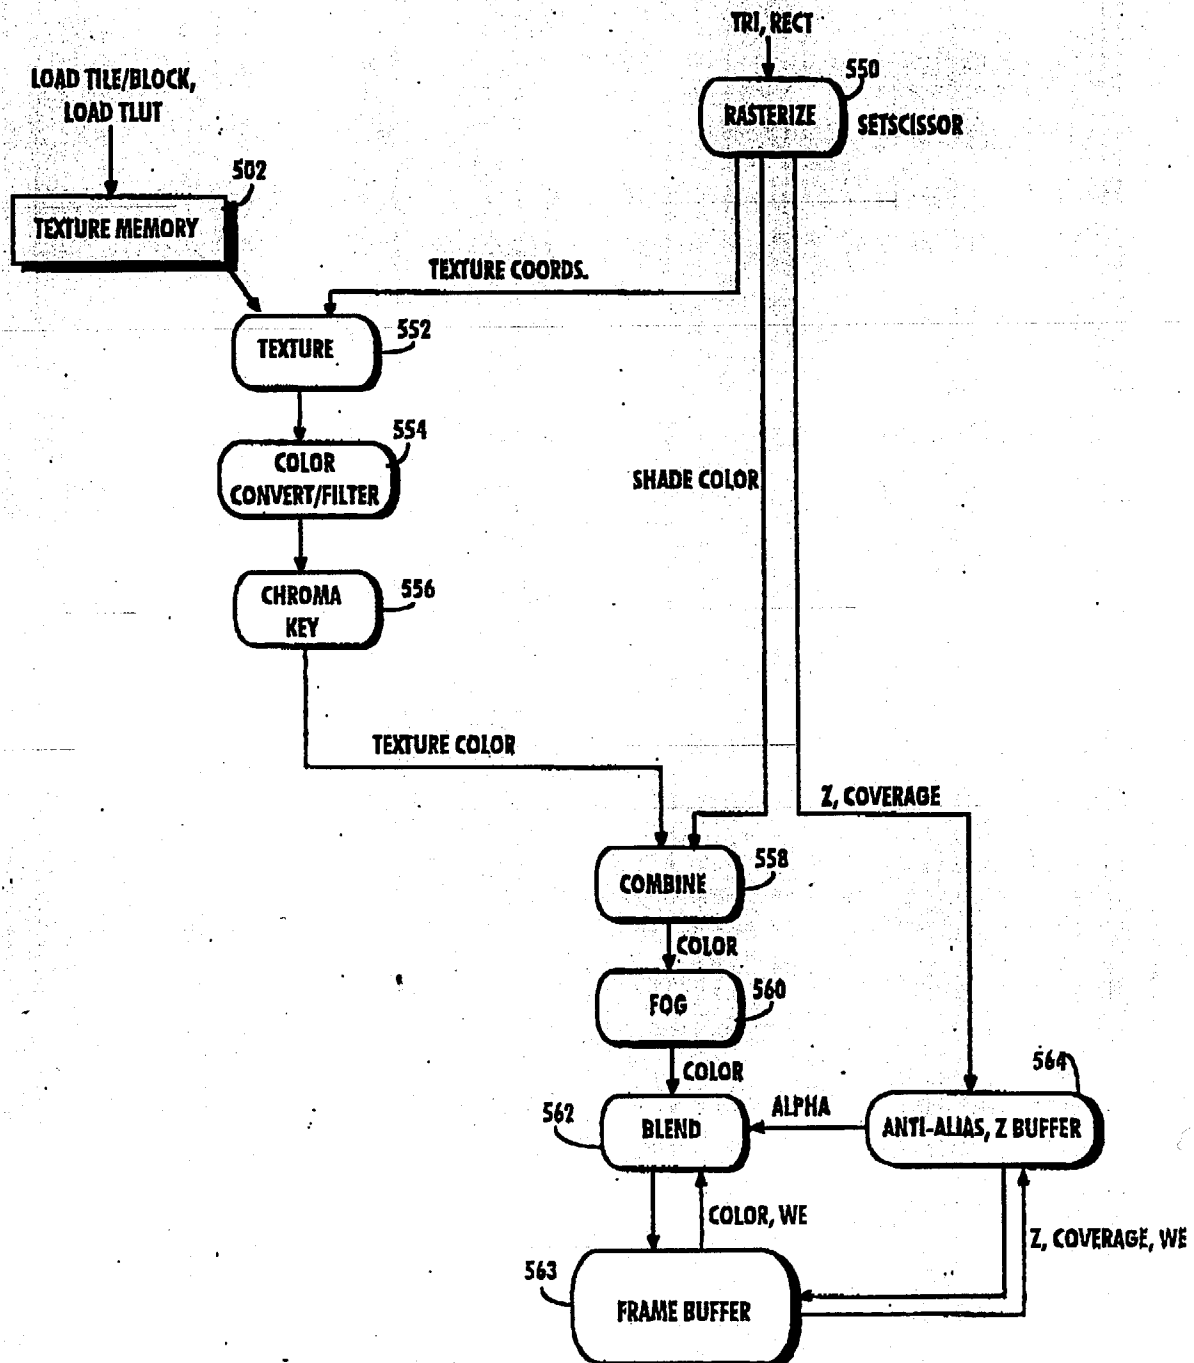 TRI, RECT
LOAD TILE/BLOCK,
LOAD TLUT
550
RASTERIZE
SETSCISSOR
502
TEXTURE MEMORY
TEXTURE COORDS.
552
TEXTURE
554
COLOR
CONVERT/FILTER
SHADE COLOR
556
CHROMA
KEY
TEXTURE COLOR
Z, COVERAGE
558
COMBINE
COLOR
560
FOG
COLOR
564
562
ALPHA
BLEND
ANTI-ALIAS, Z BUFFER
COLOR, WE
Z, COVERAGE, WE
563
FRAME BUFFER